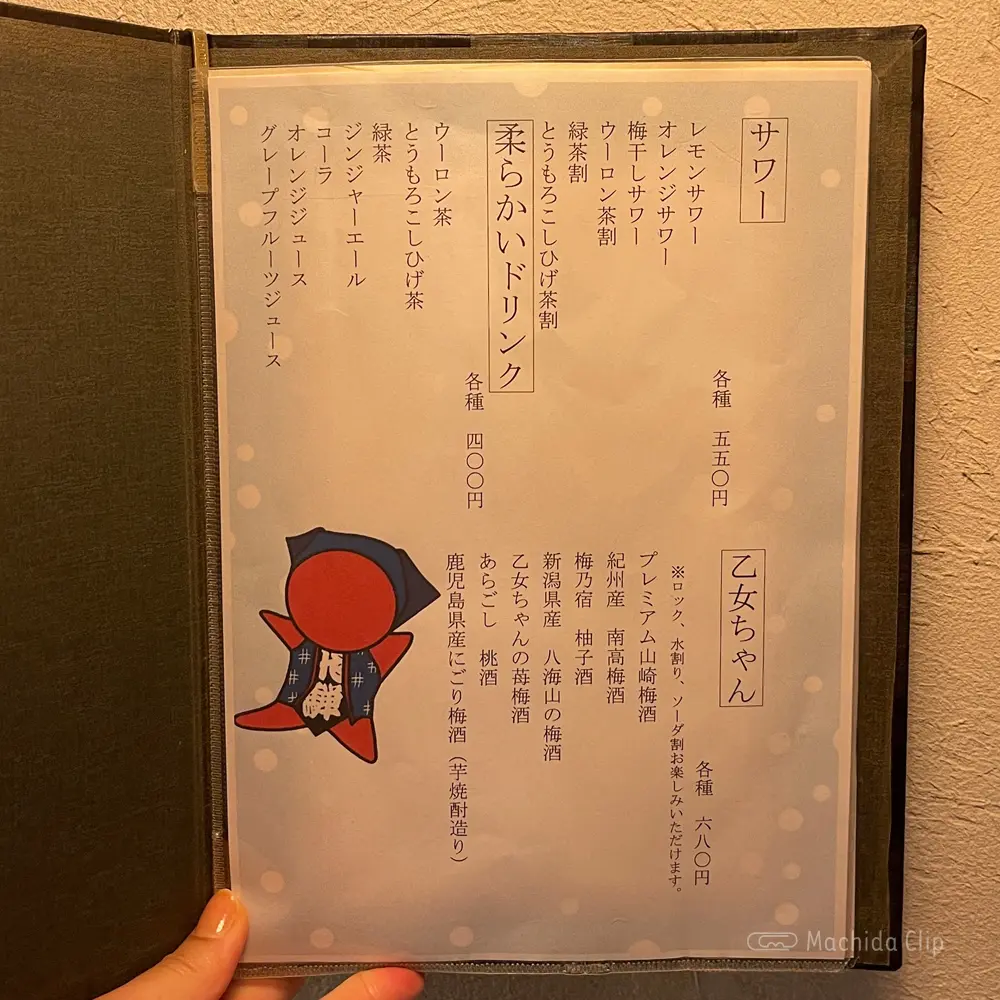 サワー
各種 五五〇円
レモンサワー
オレンジサワー
梅干しサワー
ウーロン茶割
緑茶割
とうもろこしひげ茶割
柔らかいドリンク
各種 四〇〇円
ウーロン茶
とうもろこしひげ茶
緑茶
ジンジャーエール
コーラ
オレンジジュース
グレープフルーツジュース
乙女ちゃん
各種 六八〇円
※ロック、水割り、ソーダ割お楽しみいただけます。
プレミアム山崎梅酒
紀州産 南高梅酒
梅乃宿 柚子酒
新潟県産 八海山の梅酒
乙女ちゃんの苺梅酒
あらごし 桃酒
鹿児島県産にごり梅酒（芋焼酎造り）
Machida Clip